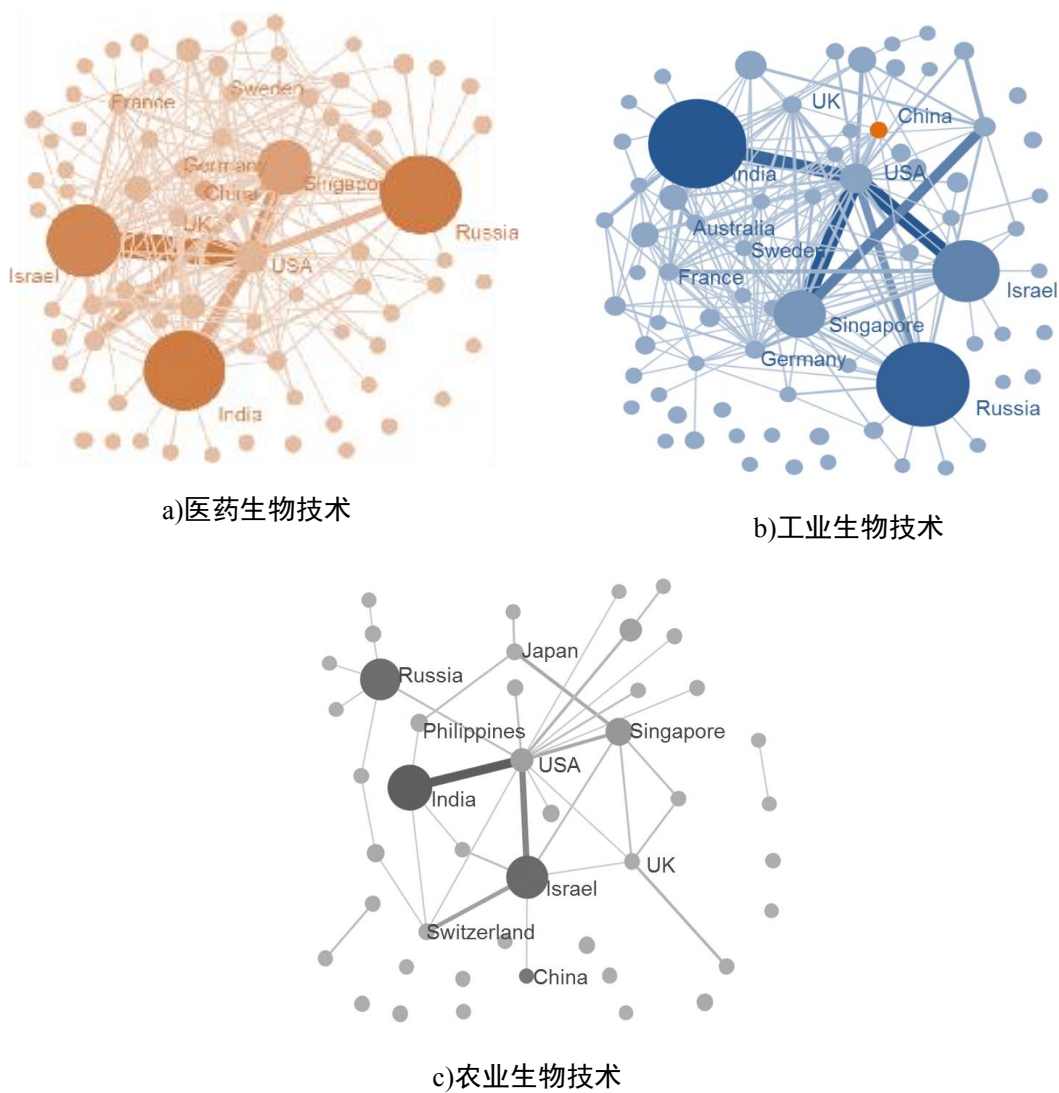 Sweden
France
Germany
China
Singapor
UK
USA
Israel
Russia
India
a)医药生物技术
UK
China
India
USA
Australia
Sweden
France
Israel
Singapore
Germany
Russia
b)工业生物技术
Japan
Russia
Philippines
Singapore
USA
India
UK
Israel
Switzerland
China
c)农业生物技术